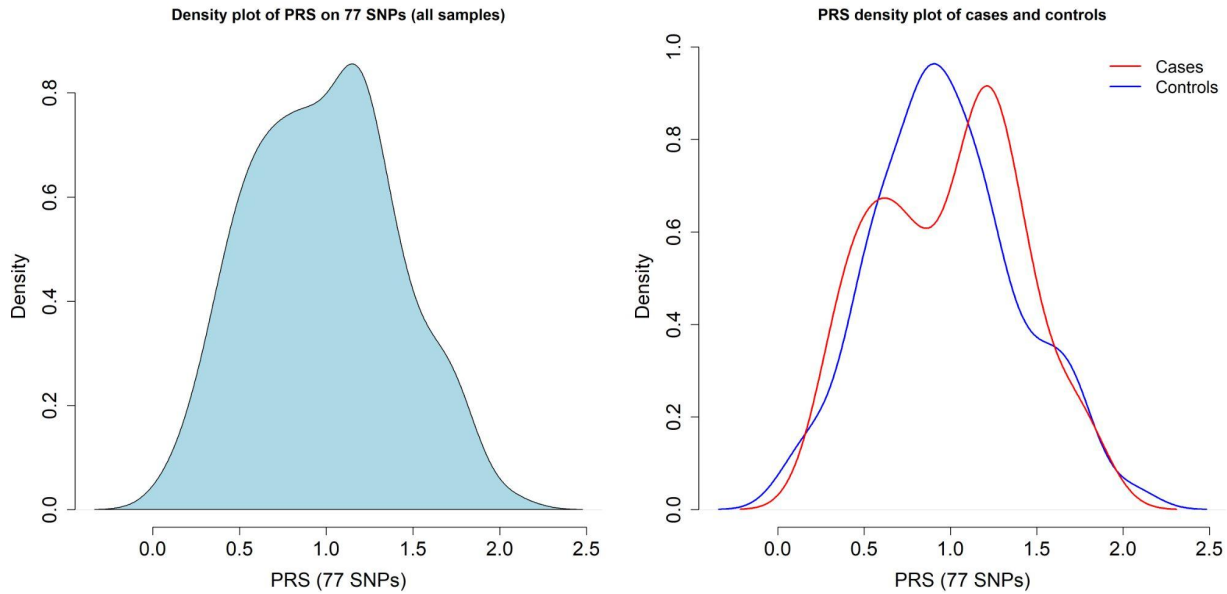 Density plot of PRS on 77 SNPs (all samples)
Density
0.8
0.6
0.4
0.2
0.0
0.0 0.5 1.0 1.5 2.0 2.5
PRS (77 SNPs)
PRS density plot of cases and controls
Cases
Controls
Density
1.0
0.8
0.6
0.4
0.2
0.0
0.0 0.5 1.0 1.5 2.0 2.5
PRS (77 SNPs)